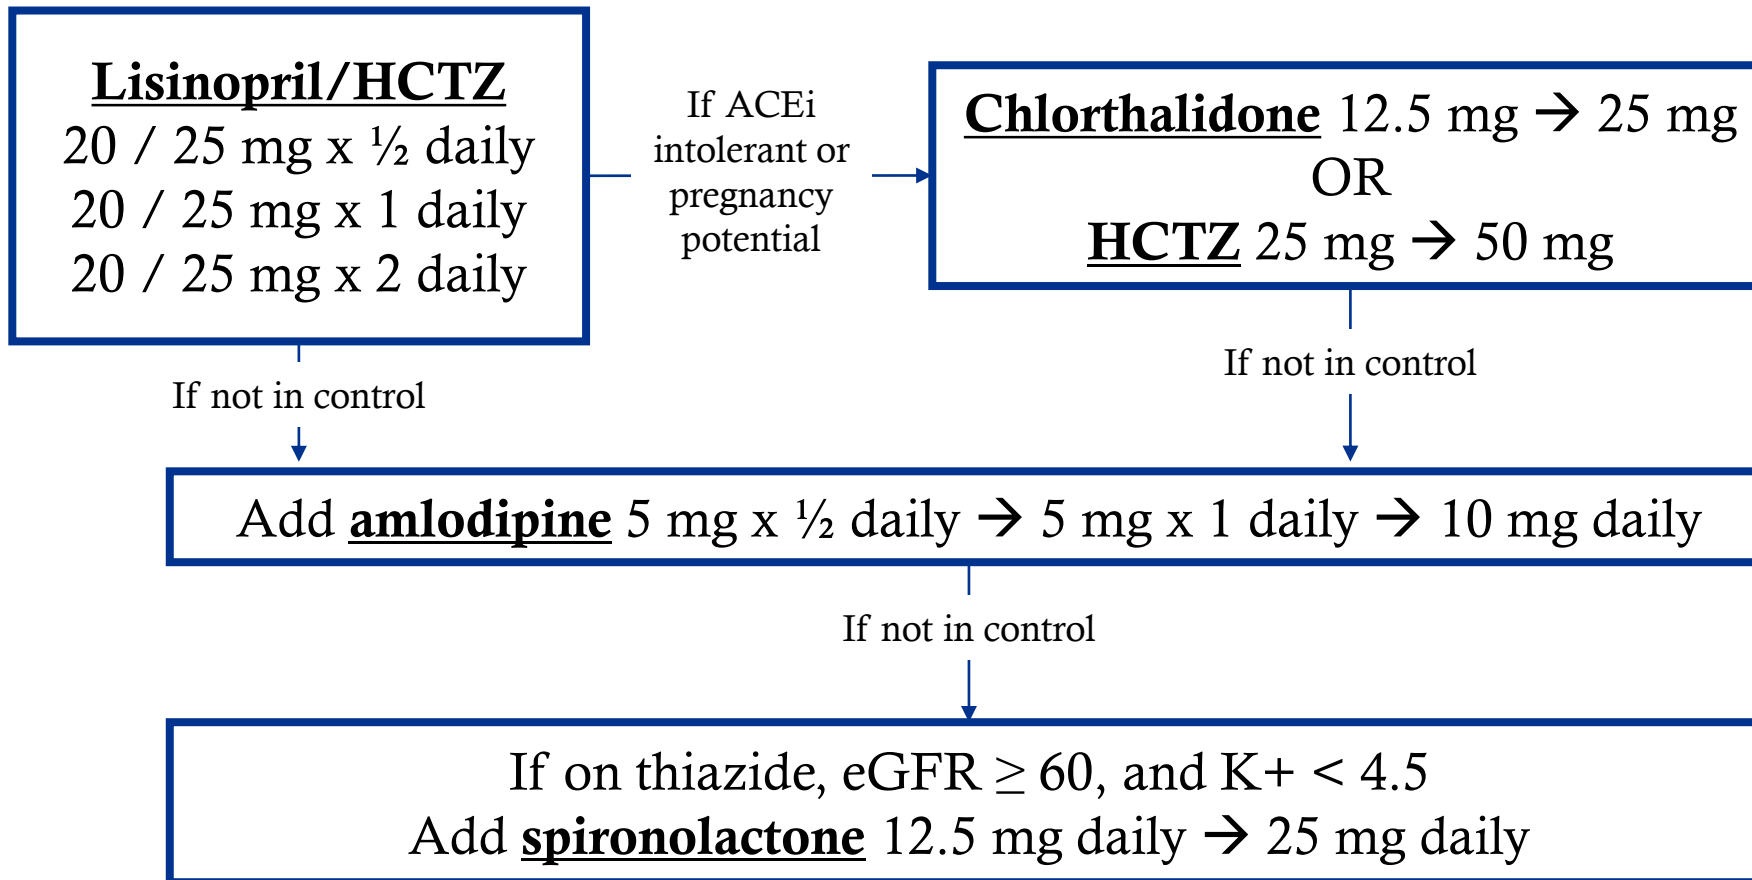 Lisinopril/HCTZ
20 / 25 mg x ½ daily
20 / 25 mg x 1 daily
20 / 25 mg x 2 daily
If ACEi
intolerant or
pregnancy
potential
Chlorthalidone 12.5 mg → 25 mg
OR
HCTZ 25 mg → 50 mg
If not in control
If not in control
Add amlodipine 5 mg x ½ daily → 5 mg x 1 daily → 10 mg daily
If not in control
If on thiazide, eGFR ≥ 60, and K+ < 4.5
Add spironolactone 12.5 mg daily → 25 mg daily